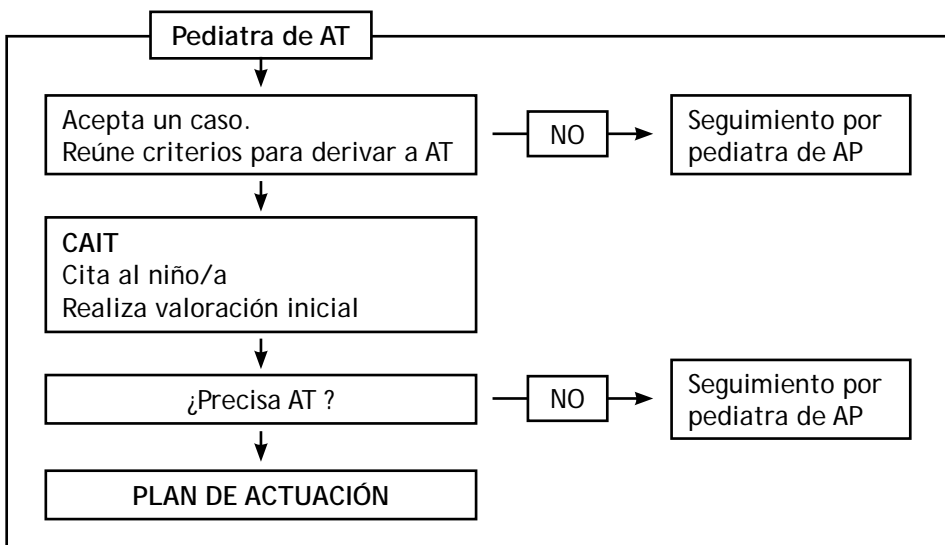 Pediatra de AT
Acepta un caso.
Reúne criterios para derivar a AT
NO
Seguimiento por
pediatra de AP
CAIT
Cita al niño/a
Realiza valoración inicial
¿Precisa AT ?
NO
Seguimiento por
pediatra de AP
PLAN DE ACTUACIÓN